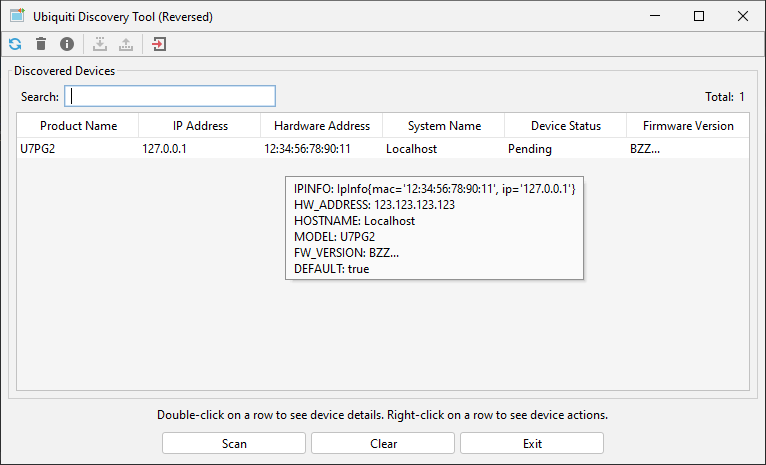 Ubiquiti Discovery Tool (Reversed)
Discovered Devices
Search: Total: 1
Product Name IP Address Hardware Address System Name Device Status Firmware Version
U7PG2 127.0.0.1 12:34:56:78:90:11 Localhost Pending BZZ...
IPINFO: IpInfo{mac='12:34:56:78:90:11', ip='127.0.0.1'}
HW_ADDRESS: 123.123.123.123
HOSTNAME: Localhost
MODEL: U7PG2
FW_VERSION: BZZ...
DEFAULT: true
Double-click on a row to see device details. Right-click on a row to see device actions.
Scan Clear Exit